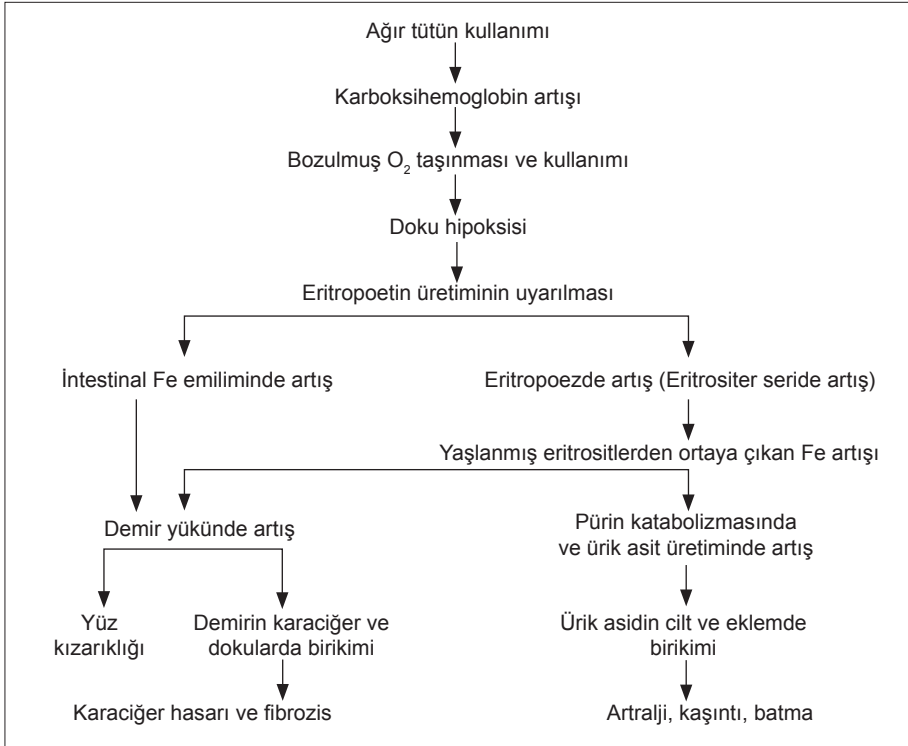 Ağır tütün kullanımı
Karboksihemoglobin artışı
Bozulmuş O₂ taşınması ve kullanımı
Doku hipoksisi
Eritropoetin üretiminin uyarılması
İntestinal Fe emiliminde artış
Eritropoezde artış (Eritrositer seride artış)
Yaşlanmış eritrositlerden ortaya çıkan Fe artışı
Demir yükünde artış
Pürin katabolizmasında
ve ürik asit üretiminde artış
Yüz
kızarıklığı
Demirin karaciğer ve
dokularda birikimi
Ürik asidin cilt ve eklemde
birikimi
Karaciğer hasarı ve fibrozis
Artralji, kaşıntı, batma